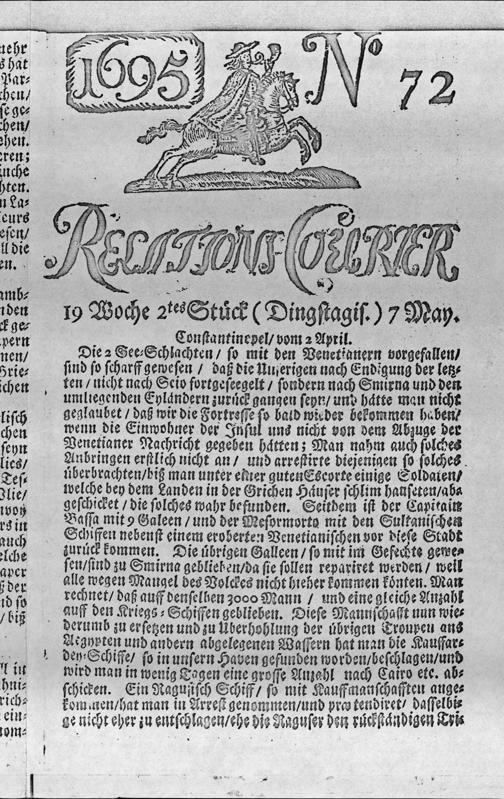 1695 No 72
RELATIONS-COURIER
19 Woche 2tes Stück (Dingstagis.) 7 May.
Constantinopel/ vom 2 April.
Die 2 See-Schlachten / so mit den Venetianern vorgefallen/
sind so scharff gewesen / daß die Unserigen nach Endigung der letz-
ten / nicht nach Scio fortgeseegelt / sondern nach Smirna und den
umliegenden Eyländern zurück gangen seyn/ und hätte man nicht
geglaubet / daß wir die Fortresse so bald wieder bekommen haben/
wenn die Einwohner der Insul uns nicht von dem Abzuge der
Venetianer Nachricht gegeben hätten; Man nahm auch solches
Anbringen erstlich nicht an / und arrestirte diejenigen so solches
überbrachten/ biß man unter einer guten Escorte einige Soldaten/
welche bey dem Landen in der Grichen Häuser schlim hauseten/ abs
geschicket / die solches wahr befunden. Seitdem ist der Capitain
Bassa mit 9 Galeen / und der Mesormorto mit den Sultanischen
Schiffen nebenst einem eroberten Venetianischen vor diese Stadt
zurück kommen. Die übrigen Galleen / so mit im Gefechte gewe-
sen/ sind zu Smirna geblieben/ da sie sollen repariret werden / weil
alle wegen Mangel des Volckes nicht hieher kommen könten. Man
rechnet/ daß auff denselben 3000 Mann / und eine gleiche Anzahl
auff den Kriegs-Schiffen geblieben. Diese Mannschafft nun wie-
derumb zu ersetzen und zu Uberhohlung der übrigen Troupen aus
Aegypten und andern abgelegenen Wassern hat man die Kauffar-
dey-Schiffe/ so in unsern Haven gefunden worden/ beschlagen/ und
wird man in wenig Tagen eine grosse Anzahl nach Cairo etc. ab-
schicken. Ein Ragusisch Schiff / so mit Kauffmanschafften ange-
kommen/ hat man in Arrest genommen/ und prætendiret/ dasselbi-
ge nicht eher zu entschlagen/ ehe die Raguser den rückständigen Tri-